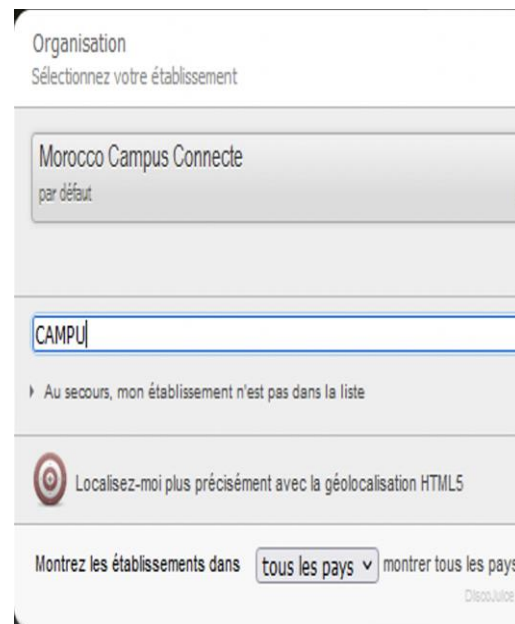 Organisation
Sélectionnez votre établissement
Morocco Campus Connecte
par défaut
CAMPU
Au secours, mon établissement n'est pas dans la liste
Localisez-moi plus précisément avec la géolocalisation HTML5
Montrez les établissements dans tous les pays montrer tous les pays
DiscoJuice